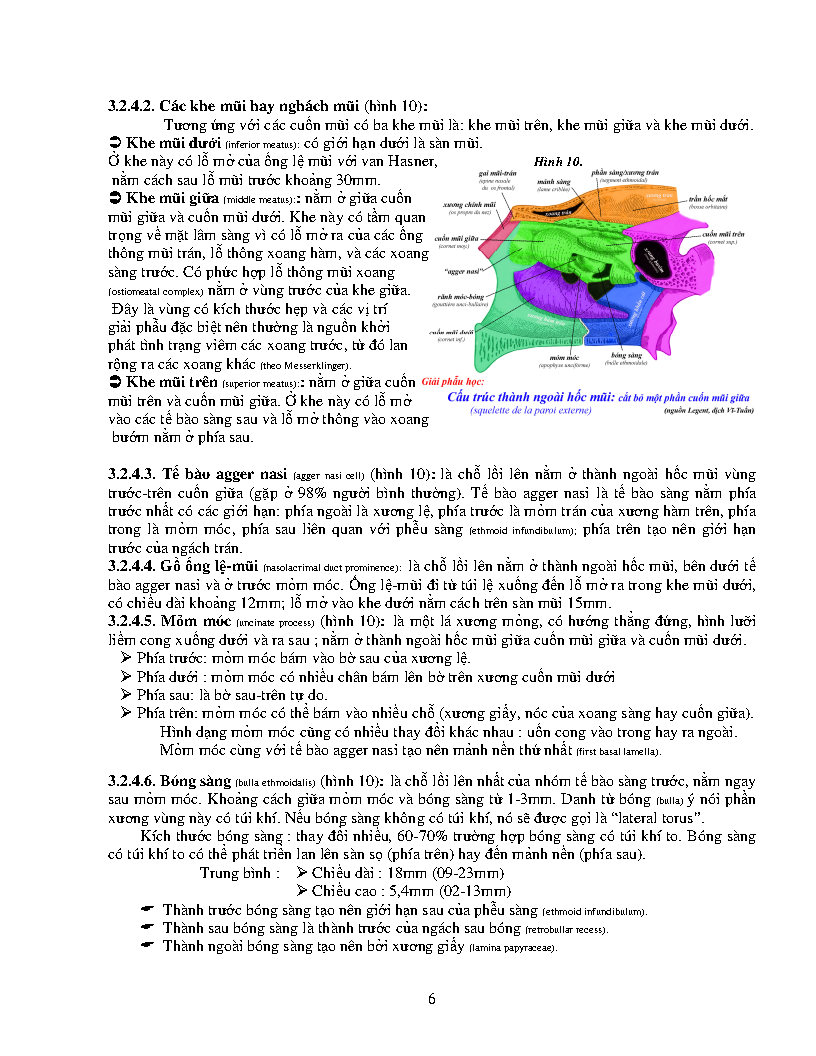 3.2.4.2. Các khe mũi hay nghách mũi (hình 10):
Tương ứng với các cuốn mũi có ba khe mũi là: khe mũi trên, khe mũi giữa và khe mũi dưới.
➲ Khe mũi dưới (inferior meatus): có giới hạn dưới là sàn mũi.
Ở khe này có lỗ mở của ống lệ mũi với van Hasner,
nằm cách sau lỗ mũi trước khoảng 30mm.
➲ Khe mũi giữa (middle meatus):: nằm ở giữa cuốn
mũi giữa và cuốn mũi dưới. Khe này có tầm quan
trọng về mặt lâm sàng vì có lỗ mở ra của các ống
thông mũi trán, lỗ thông xoang hàm, và các xoang
sàng trước. Có phức hợp lỗ thông mũi xoang
(ostiomeatal complex) nằm ở vùng trước của khe giữa.
Đây là vùng có kích thước hẹp và các vị trí
giải phẫu đặc biệt nên thường là nguồn khởi
phát tình trạng viêm các xoang trước, từ đó lan
rộng ra các xoang khác (theo Messerklinger).
➲ Khe mũi trên (superior meatus):: nằm ở giữa cuốn
mũi trên và cuốn mũi giữa. Ở khe này có lỗ mở
vào các tế bào sàng sau và lỗ mở thông vào xoang
bướm nằm ở phía sau.
Hình 10.
gai mũi-trán
(épine nasale
du os frontal)
mảnh sàng
(lame criblée)
phần sàng/xương trán
(segment ethmoidal)
xương trán
xương trán
trần hốc mắt
(bosse orbitaire)
xương chính mũi
(os propre du nez)
cuốn mũi giữa
(cornet moy.)
cuốn mũi trên
(cornet sup.)
"agger nasi"
rãnh móc-bóng
(gouttière unci-bullaire)
cuốn mũi dưới
(cornet inf.)
mỏm móc
(apophyse unciforme)
bóng sàng
(bulle ethmoidale)
Giải phẫu học:
Cấu trúc thành ngoài hốc mũi: cắt bỏ một phần cuốn mũi giữa
(squelette de la paroi externe) (nguồn Legent, dịch VI-Tuấn)
3.2.4.3. Tế bào agger nasi (agger nasi cell) (hình 10): là chỗ lồi lên nằm ở thành ngoài hốc mũi vùng
trước-trên cuốn giữa (gặp ở 98% người bình thường). Tế bào agger nasi là tế bào sàng nằm phía
trước nhất có các giới hạn: phía ngoài là xương lệ, phía trước là mỏm trán của xương hàm trên, phía
trong là mỏm móc, phía sau liên quan với phễu sàng (ethmoid infundibulum); phía trên tạo nên giới hạn
trước của ngách trán.
3.2.4.4. Gồ ống lệ-mũi (nasolacrimal duct prominence): là chỗ lồi lên nằm ở thành ngoài hốc mũi, bên dưới tế
bào agger nasi và ở trước mỏm móc. Ống lệ-mũi đi từ túi lệ xuống đến lỗ mở ra trong khe mũi dưới,
có chiều dài khoảng 12mm; lỗ mở vào khe dưới nằm cách trên sàn mũi 15mm.
3.2.4.5. Mỏm móc (uncinate process) (hình 10): là một lá xương mỏng, có hướng thẳng đứng, hình lưỡi
liềm cong xuống dưới và ra sau ; nằm ở thành ngoài hốc mũi giữa cuốn mũi giữa và cuốn mũi dưới.
➢ Phía trước: mỏm móc bám vào bờ sau của xương lệ.
➢ Phía dưới : mỏm móc có nhiều chân bám lên bờ trên xương cuốn mũi dưới
➢ Phía sau: là bờ sau-trên tự do.
➢ Phía trên: mỏm móc có thể bám vào nhiều chỗ (xương giấy, nóc của xoang sàng hay cuốn giữa).
Hình dạng mỏm móc cũng có nhiều thay đổi khác nhau : uốn cong vào trong hay ra ngoài.
Mỏm móc cùng với tế bào agger nasi tạo nên mảnh nền thứ nhất (first basal lamella).
3.2.4.6. Bóng sàng (bulla ethmoidalis) (hình 10): là chỗ lồi lên nhất của nhóm tế bào sàng trước, nằm ngay
sau mỏm móc. Khoảng cách giữa mỏm móc và bóng sàng từ 1-3mm. Danh từ bóng (bulla) ý nói phần
xương vùng này có túi khí. Nếu bóng sàng không có túi khí, nó sẽ được gọi là "lateral torus".
Kích thước bóng sàng : thay đổi nhiều, 60-70% trường hợp bóng sàng có túi khí to. Bóng sàng
có túi khí to có thể phát triển lan lên sàn sọ (phía trên) hay đến mảnh nền (phía sau).
Trung bình : ➢ Chiều dài : 18mm (09-23mm)
➢ Chiều cao : 5,4mm (02-13mm)
☛ Thành trước bóng sàng tạo nên giới hạn sau của phễu sàng (ethmoid infundibulum).
☛ Thành sau bóng sàng là thành trước của ngách sau bóng (retrobullar recess).
☛ Thành ngoài bóng sàng tạo nên bởi xương giấy (lamina papyraceae).
6